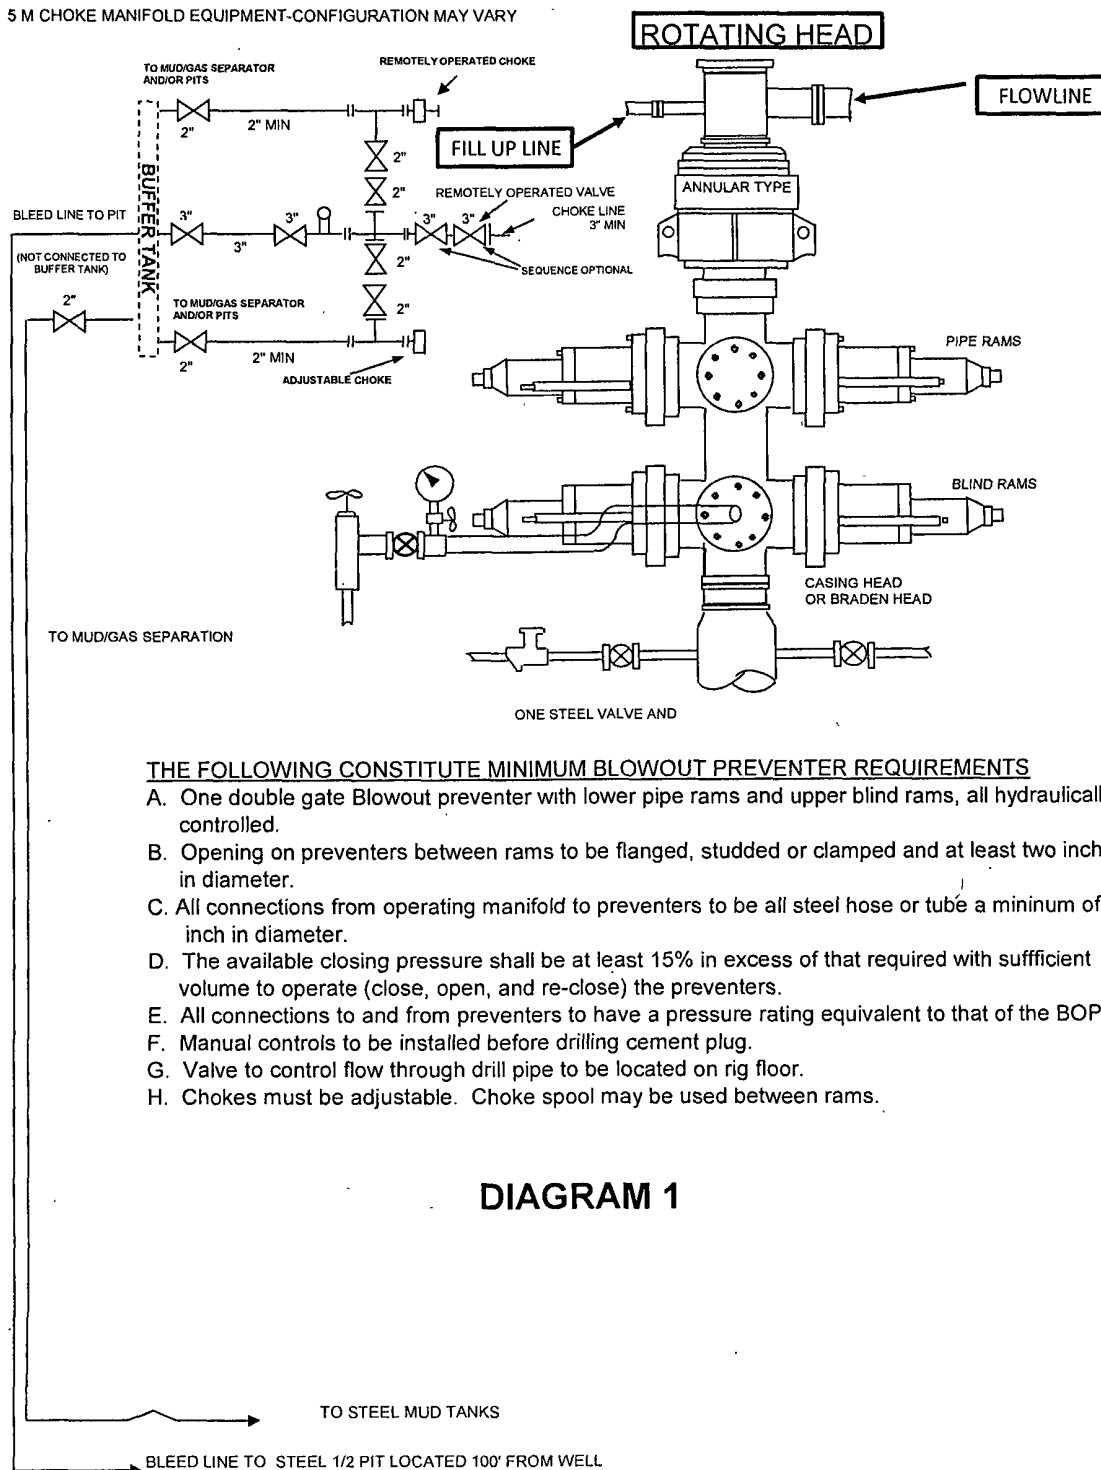 5 M CHOKE MANIFOLD EQUIPMENT-CONFIGURATION MAY VARY
ROTATING HEAD
TO MUD/GAS SEPARATOR
AND/OR PITS
REMOTELY OPERATED CHOKE
FLOWLINE
2"
2" MIN
FILL UP LINE
2"
2"
BUFFER TANK
ANNULAR TYPE
REMOTELY OPERATED VALVE
CHOKE LINE
3" MIN
BLEED LINE TO PIT
3"
3"
3"
3"
3"
(NOT CONNECTED TO
BUFFER TANK)
2"
SEQUENCE OPTIONAL
2"
TO MUD/GAS SEPARATOR
AND/OR PITS
2"
2"
2" MIN
ADJUSTABLE CHOKE
PIPE RAMS
BLIND RAMS
CASING HEAD
OR BRADEN HEAD
TO MUD/GAS SEPARATION
ONE STEEL VALVE AND
THE FOLLOWING CONSTITUTE MINIMUM BLOWOUT PREVENTER REQUIREMENTS
A. One double gate Blowout preventer with lower pipe rams and upper blind rams, all hydraulicall
controlled.
B. Opening on preventers between rams to be flanged, studded or clamped and at least two inch
in diameter.
C. All connections from operating manifold to preventers to be all steel hose or tube a mininum of
inch in diameter.
D. The available closing pressure shall be at least 15% in excess of that required with suffficient
volume to operate (close, open, and re-close) the preventers.
E. All connections to and from preventers to have a pressure rating equivalent to that of the BOP
F. Manual controls to be installed before drilling cement plug.
G. Valve to control flow through drill pipe to be located on rig floor.
H. Chokes must be adjustable. Choke spool may be used between rams.
DIAGRAM 1
TO STEEL MUD TANKS
BLEED LINE TO STEEL 1/2 PIT LOCATED 100' FROM WELL